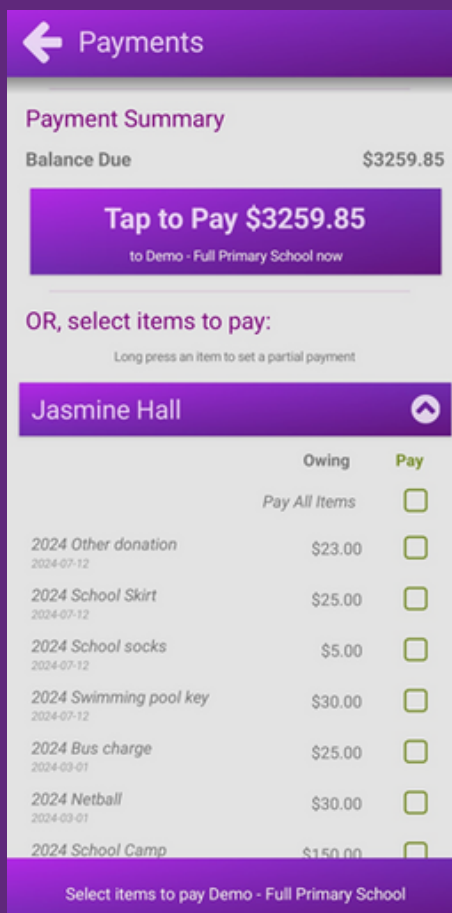 Payments
Payment Summary
Balance Due $3259.85
Tap to Pay $3259.85
to Demo - Full Primary School now
OR, select items to pay:
Long press an item to set a partial payment
Jasmine Hall
Owing Pay
Pay All Items
2024 Other donation $23.00
2024-07-12
2024 School Skirt $25.00
2024-07-12
2024 School socks $5.00
2024-07-12
2024 Swimming pool key $30.00
2024-07-12
2024 Bus charge $25.00
2024-03-01
2024 Netball $30.00
2024-03-01
2024 School Camp $150.00
Select items to pay Demo - Full Primary School